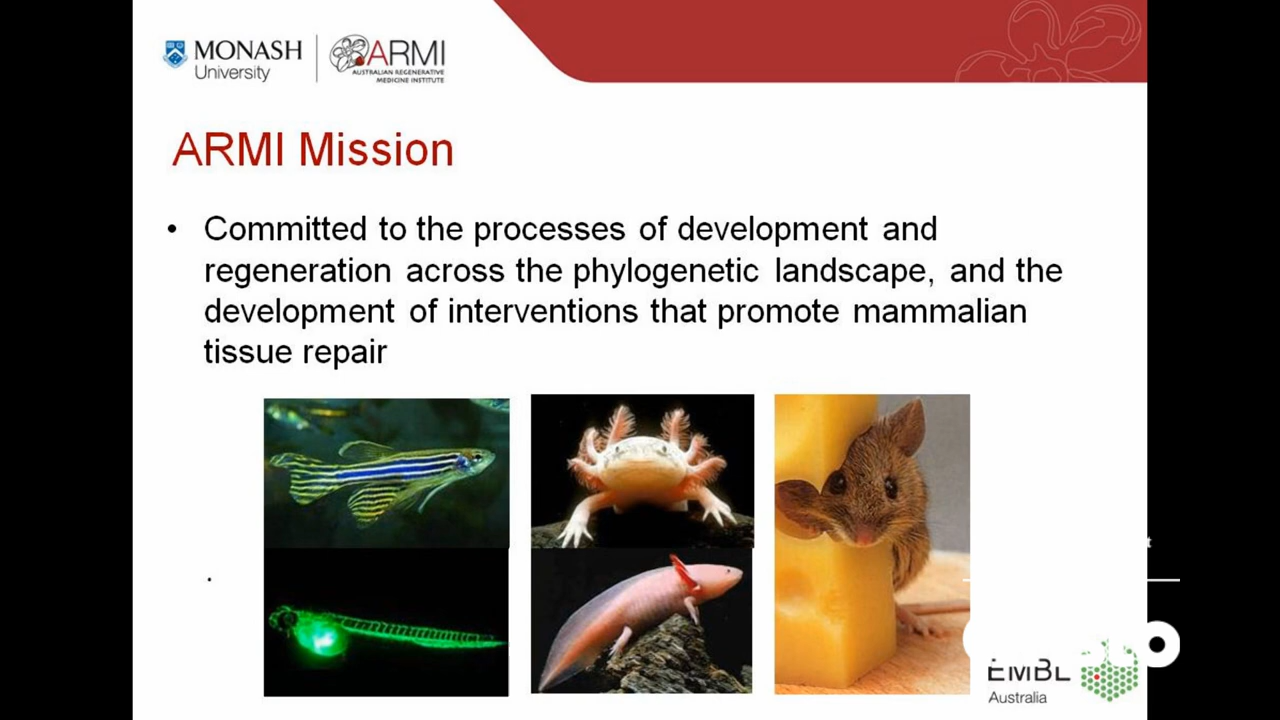 MONASH
University
ARMI
AUSTRALIAN REGENERATIVE
MEDICINE INSTITUTE
ARMI Mission
• Committed to the processes of development and
regeneration across the phylogenetic landscape, and the
development of interventions that promote mammalian
tissue repair
EMBL
Australia